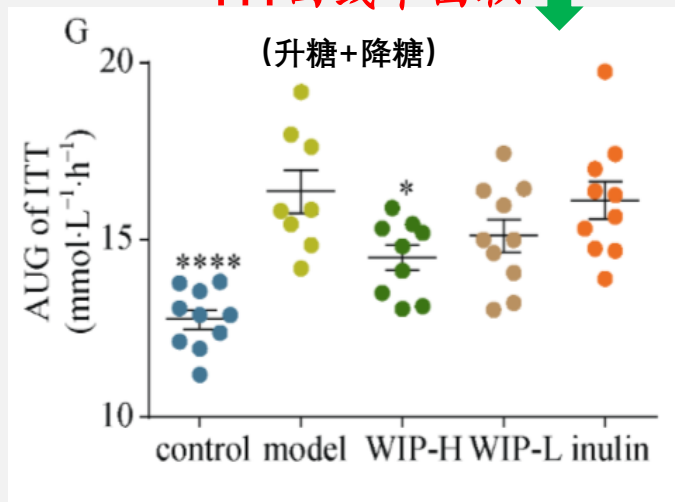 G
(升糖+降糖)
20
15
10
AUG of ITT
(mmol·L⁻¹·h⁻¹)
****
*
control model WIP-H WIP-L inulin